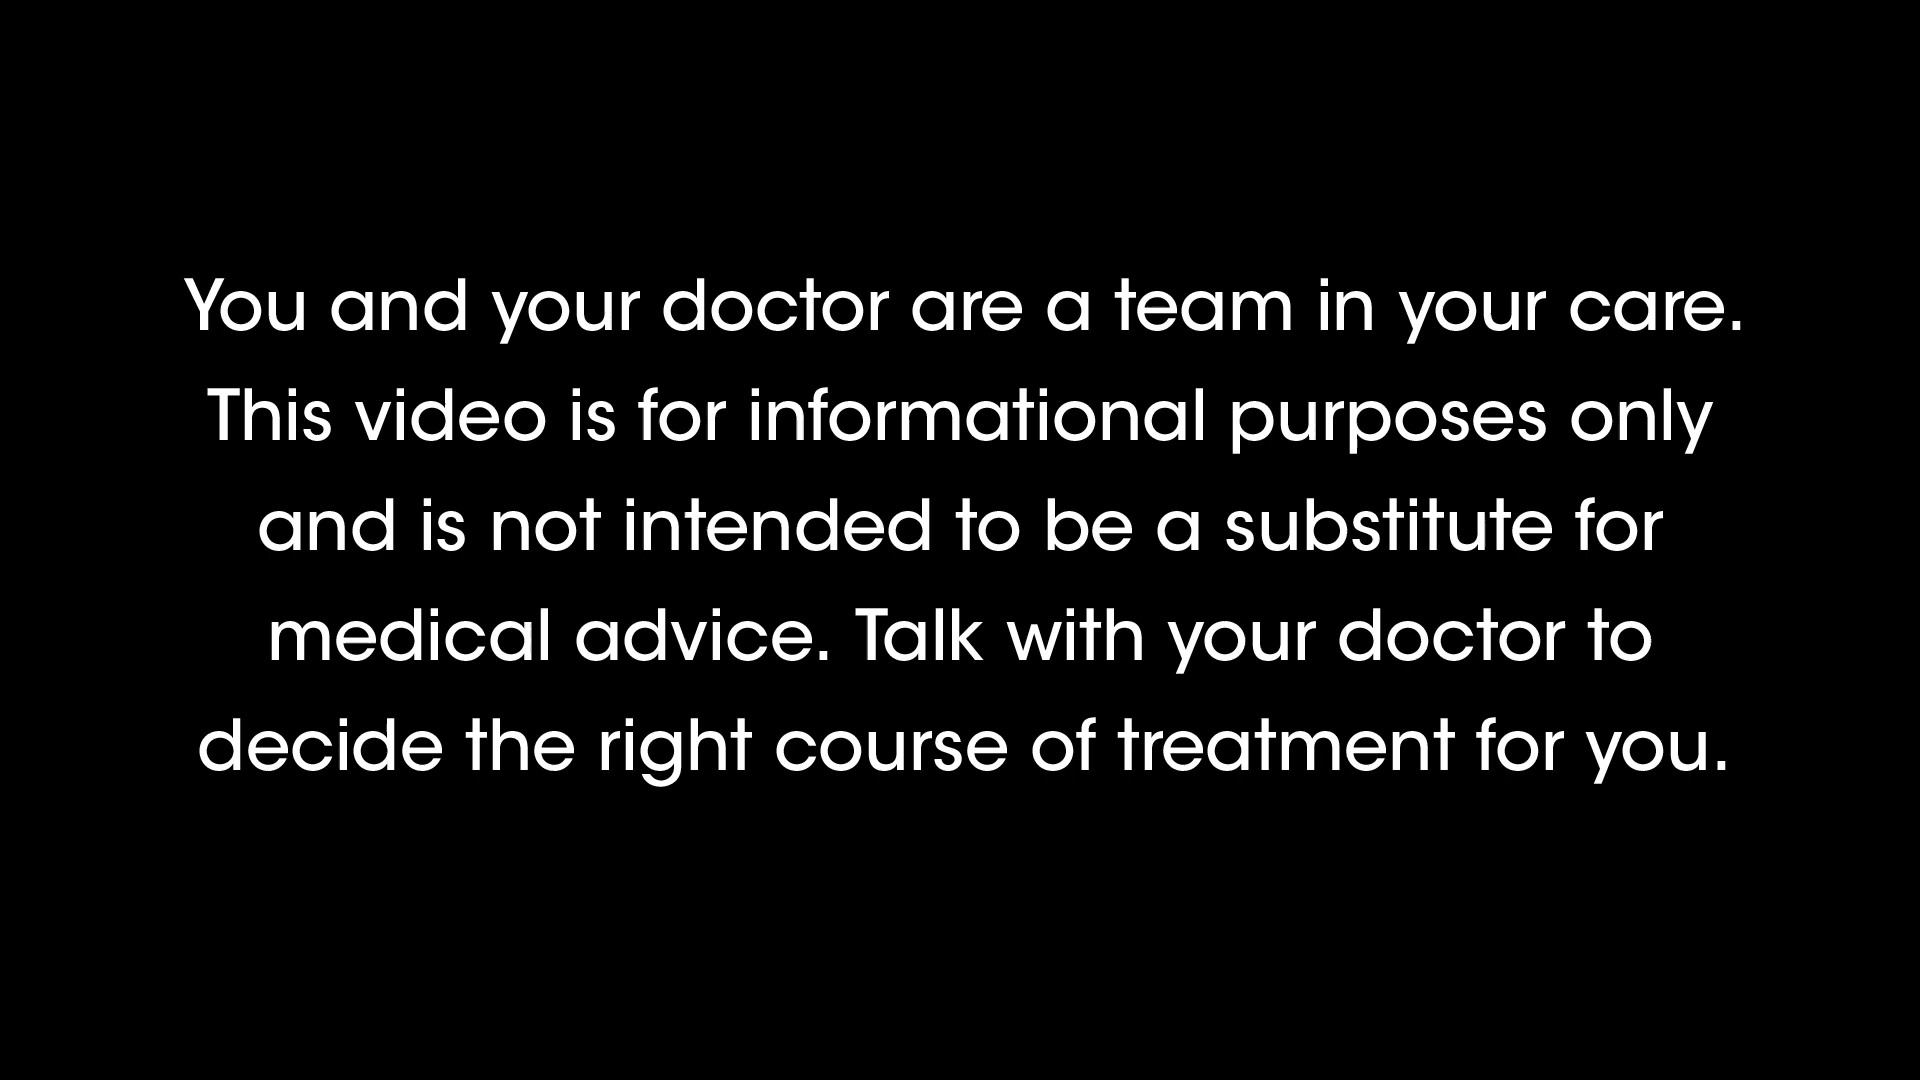 You and your doctor are a team in your care.
This video is for informational purposes only
and is not intended to be a substitute for
medical advice. Talk with your doctor to
decide the right course of treatment for you.